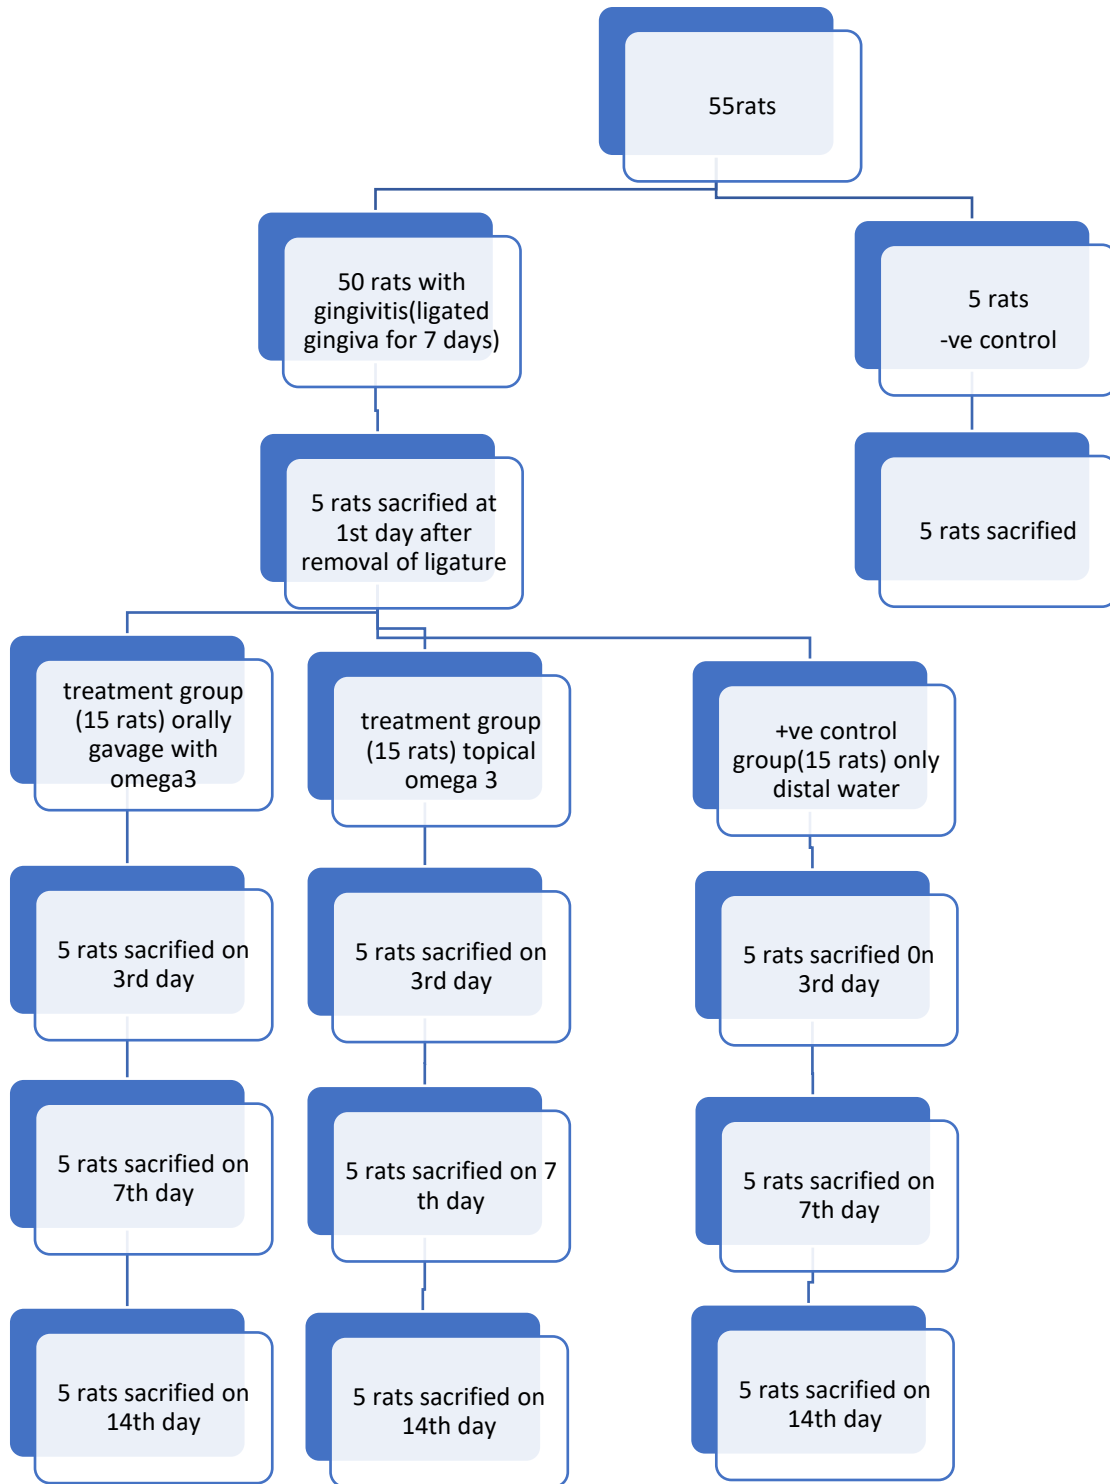 55rats
50 rats with
gingivitis(ligated
gingiva for 7 days)
5 rats
-ve control
5 rats sacrified at
1st day after
removal of ligature
5 rats sacrified
treatment group
(15 rats) orally
gavage with
omega3
treatment group
(15 rats) topical
omega 3
+ve control
group(15 rats) only
distal water
5 rats sacrified on
3rd day
5 rats sacrified on
3rd day
5 rats sacrified 0n
3rd day
5 rats sacrified on
7th day
5 rats sacrified on 7
th day
5 rats sacrified on
7th day
5 rats sacrified on
14th day
5 rats sacrified on
14th day
5 rats sacrified on
14th day